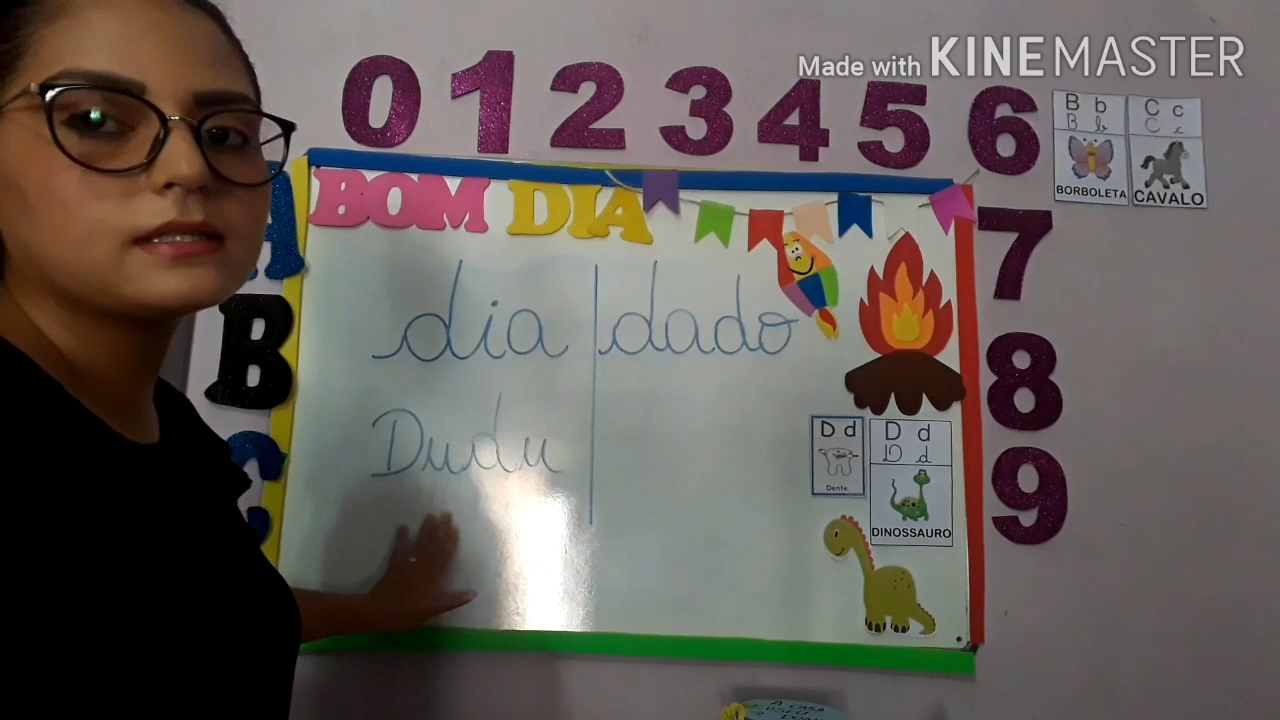 Made with KINEMASTER
0 1 2 3 4 5 6
7
8
9
A
B
C
BOM DIA
dia dado
Dudu
B b
B b
BORBOLETA
C c
C c
CAVALO
D d
Dente
D d
D d
DINOSSAURO
A CASA